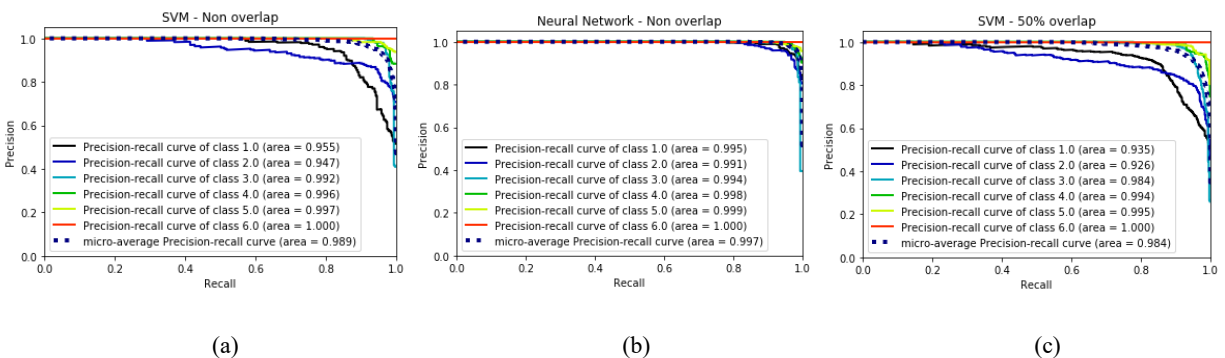 SVM - Non overlap
1.0
0.8
0.6
0.4
0.2
0.0
Precision
Precision-recall curve of class 1.0 (area = 0.955)
Precision-recall curve of class 2.0 (area = 0.947)
Precision-recall curve of class 3.0 (area = 0.992)
Precision-recall curve of class 4.0 (area = 0.996)
Precision-recall curve of class 5.0 (area = 0.997)
Precision-recall curve of class 6.0 (area = 1.000)
micro-average Precision-recall curve (area = 0.989)
0.0 0.2 0.4 0.6 0.8 1.0
Recall
(a)
Neural Network - Non overlap
1.0
0.8
0.6
0.4
0.2
0.0
Precision
Precision-recall curve of class 1.0 (area = 0.995)
Precision-recall curve of class 2.0 (area = 0.991)
Precision-recall curve of class 3.0 (area = 0.994)
Precision-recall curve of class 4.0 (area = 0.998)
Precision-recall curve of class 5.0 (area = 0.999)
Precision-recall curve of class 6.0 (area = 1.000)
micro-average Precision-recall curve (area = 0.997)
0.0 0.2 0.4 0.6 0.8 1.0
Recall
(b)
SVM - 50% overlap
1.0
0.8
0.6
0.4
0.2
0.0
Precision
Precision-recall curve of class 1.0 (area = 0.935)
Precision-recall curve of class 2.0 (area = 0.926)
Precision-recall curve of class 3.0 (area = 0.984)
Precision-recall curve of class 4.0 (area = 0.994)
Precision-recall curve of class 5.0 (area = 0.995)
Precision-recall curve of class 6.0 (area = 1.000)
micro-average Precision-recall curve (area = 0.984)
0.0 0.2 0.4 0.6 0.8 1.0
Recall
(c)